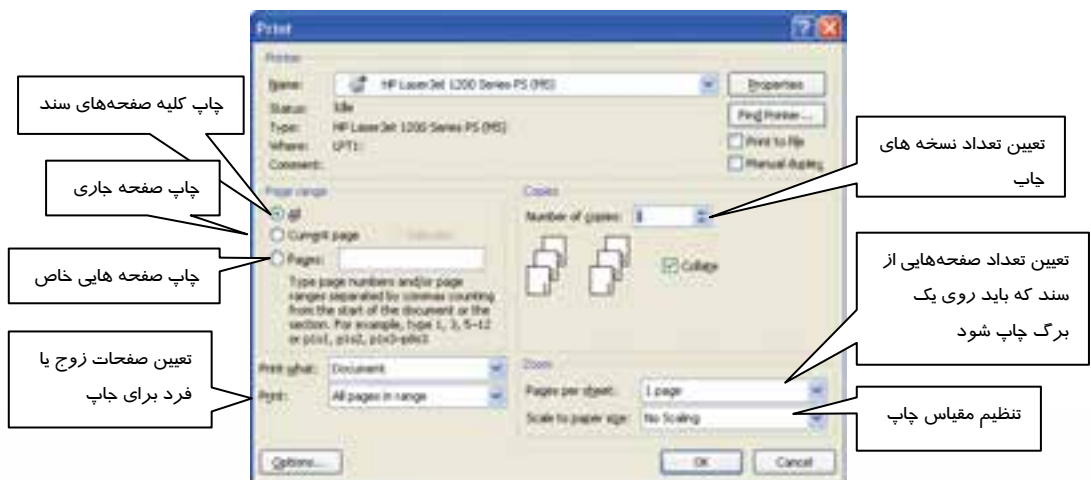 Print
Printer
Name: HP LaserJet 1200 Series PS (MS)
Properties
Status: Idle
Find Printer...
Type: HP LaserJet 1200 Series PS (MS)
Where: LPT1:
Print to file
Comment:
Manual duplex
Page range
All
Current page
Selection
Pages:
Type page numbers and/or page
ranges separated by commas counting
from the start of the document or the
section. For example, type 1, 3, 5-12
or p1s1, p1s2, p1s3-p8s3
Copies
Number of copies: 1
Collate
Print what: Document
Print: All pages in range
Zoom
Pages per sheet: 1 page
Scale to paper size: No Scaling
Options...
OK
Cancel
چاپ کلیه صفحه‌های سند
چاپ صفحه جاری
چاپ صفحه هایی خاص
تعیین صفحات زوج یا
فرد برای چاپ
تعیین تعداد نسخه های
چاپ
تعیین تعداد صفحه‌هایی از
سند که باید روی یک
برگ چاپ شود
تنظیم مقیاس چاپ